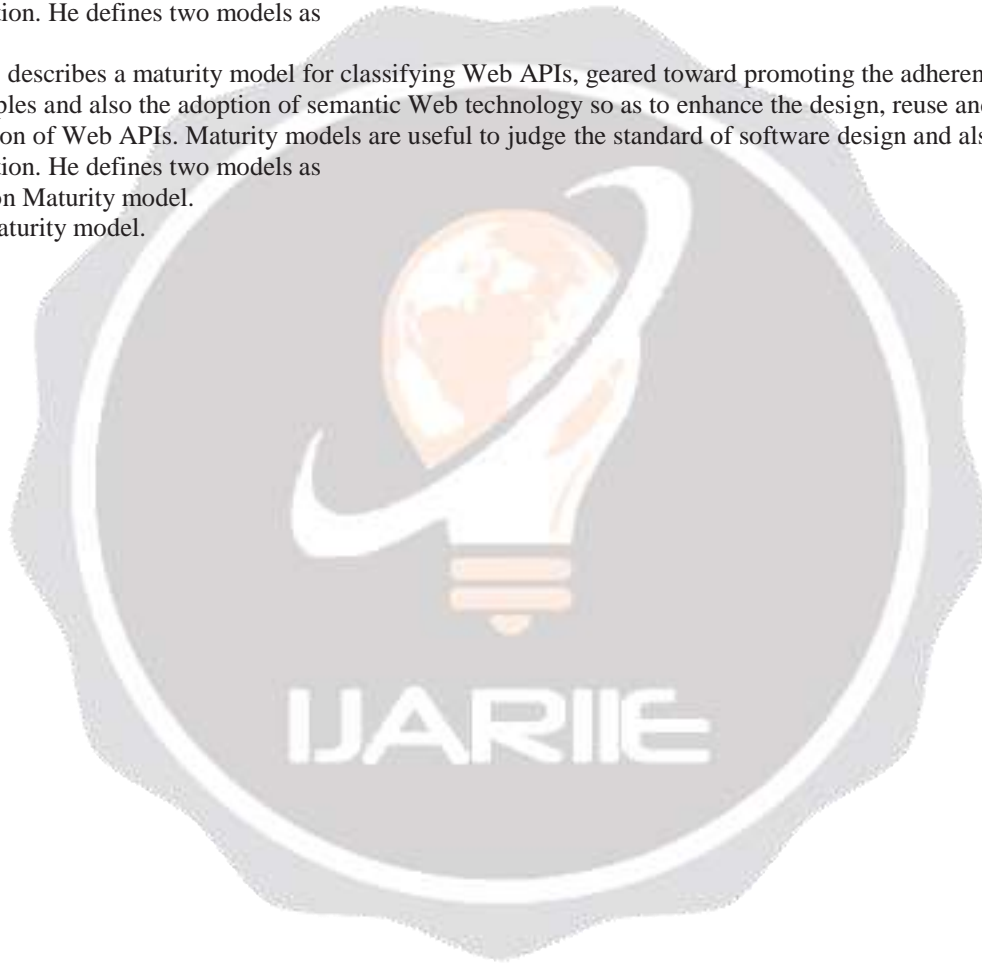 tion. He defines two models as
describes a maturity model for classifying Web APIs, geared toward promoting the
ples and also the adoption of semantic Web technology so as to enhance the design, reuse and
on of Web APIs. Maturity models are useful to judge the standard of software design and
tion. He defines two models as
on Maturity model.
aturity model.
IJARIIE